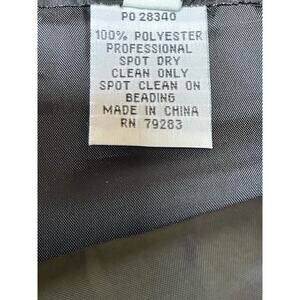 PO 28340
100% POLYESTER
PROFESSIONAL
SPOT DRY
CLEAN ONLY
SPOT CLEAN ON
BEADING
MADE IN CHINA
RN 79283